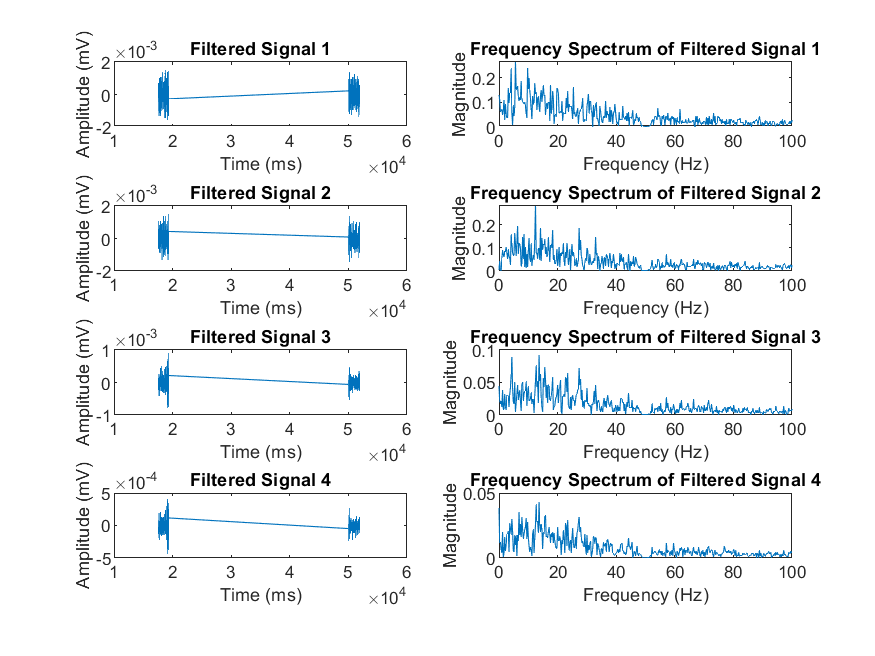 Filtered Signal 1
×10-3
Amplitude (mV)
2
0
-2
1 2 3 4 5 6
Time (ms)
×104
Frequency Spectrum of Filtered Signal 1
Magnitude
0.2
0.1
0
0 20 40 60 80 100
Frequency (Hz)
Filtered Signal 2
×10-3
Amplitude (mV)
2
0
-2
1 2 3 4 5 6
Time (ms)
×104
Frequency Spectrum of Filtered Signal 2
Magnitude
0.2
0.1
0
0 20 40 60 80 100
Frequency (Hz)
Filtered Signal 3
×10-3
Amplitude (mV)
1
0
-1
1 2 3 4 5 6
Time (ms)
×104
Frequency Spectrum of Filtered Signal 3
Magnitude
0.1
0.05
0
0 20 40 60 80 100
Frequency (Hz)
Filtered Signal 4
×10-4
Amplitude (mV)
5
0
-5
1 2 3 4 5 6
Time (ms)
×104
Frequency Spectrum of Filtered Signal 4
Magnitude
0.05
0
0 20 40 60 80 100
Frequency (Hz)